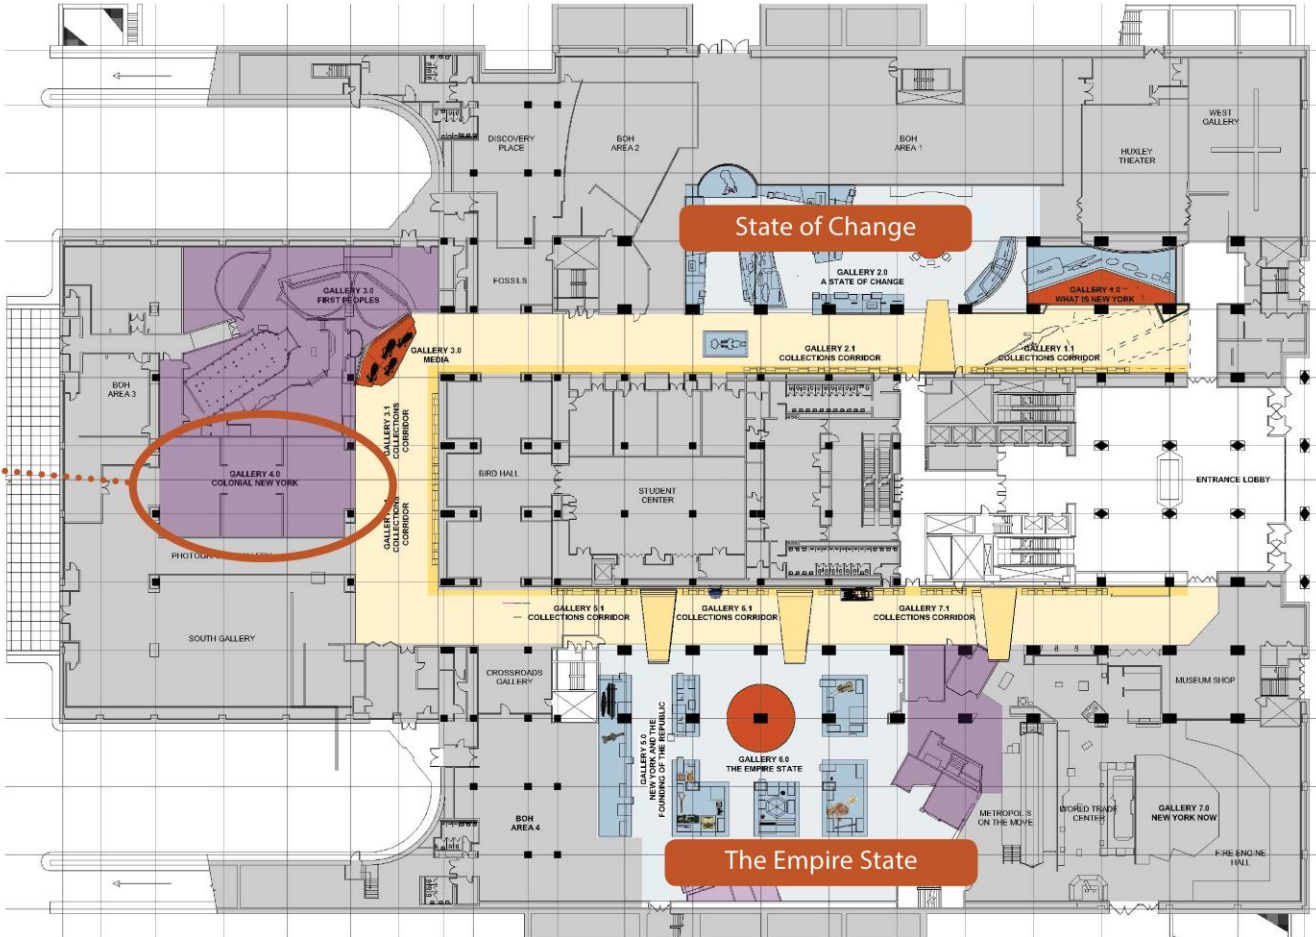 WEST
GALLERY
DISCOVERY
PLACE
BOH
AREA 2
BOH
AREA 1
HUXLEY
THEATER
State of Change
FOSSILS
GALLERY 2.0
A STATE OF CHANGE
GALLERY 3.0
FIRST PEOPLES
GALLERY 1.0
WHAT IS NEW YORK
GALLERY 3.0
MEDIA
GALLERY 2.1
COLLECTIONS CORRIDOR
GALLERY 1.1
COLLECTIONS CORRIDOR
BOH
AREA 3
GALLERY 3.1
COLLECTIONS
CORRIDOR
GALLERY 4.0
COLONIAL NEW YORK
BIRD HALL
STUDENT
CENTER
ENTRANCE LOBBY
COLLECTIONS
CORRIDOR
SOUTH GALLERY
GALLERY 5.1
COLLECTIONS CORRIDOR
GALLERY 6.1
COLLECTIONS CORRIDOR
GALLERY 7.1
COLLECTIONS CORRIDOR
CROSSROADS
GALLERY
MUSEUM SHOP
GALLERY 5.0
NEW YORK AND THE
FOUNDING OF THE REPUBLIC
GALLERY 6.0
THE EMPIRE STATE
METROPOLIS
ON THE MOVE
WORLD TRADE
CENTER
GALLERY 7.0
NEW YORK NOW
BOH
AREA 4
FIRE ENGINE
HALL
The Empire State